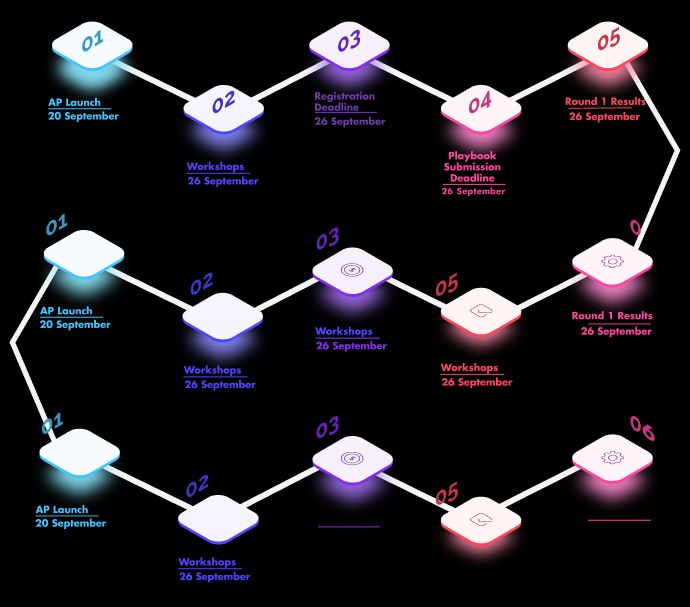 01
AP Launch
20 September
02
Workshops
26 September
03
Registration
Deadline
26 September
04
Playbook
Submission
Deadline
26 September
05
Round 1 Results
26 September
01
AP Launch
20 September
02
Workshops
26 September
03
Workshops
26 September
05
Workshops
26 September
0
Round 1 Results
26 September
01
AP Launch
20 September
02
Workshops
26 September
03
05
06